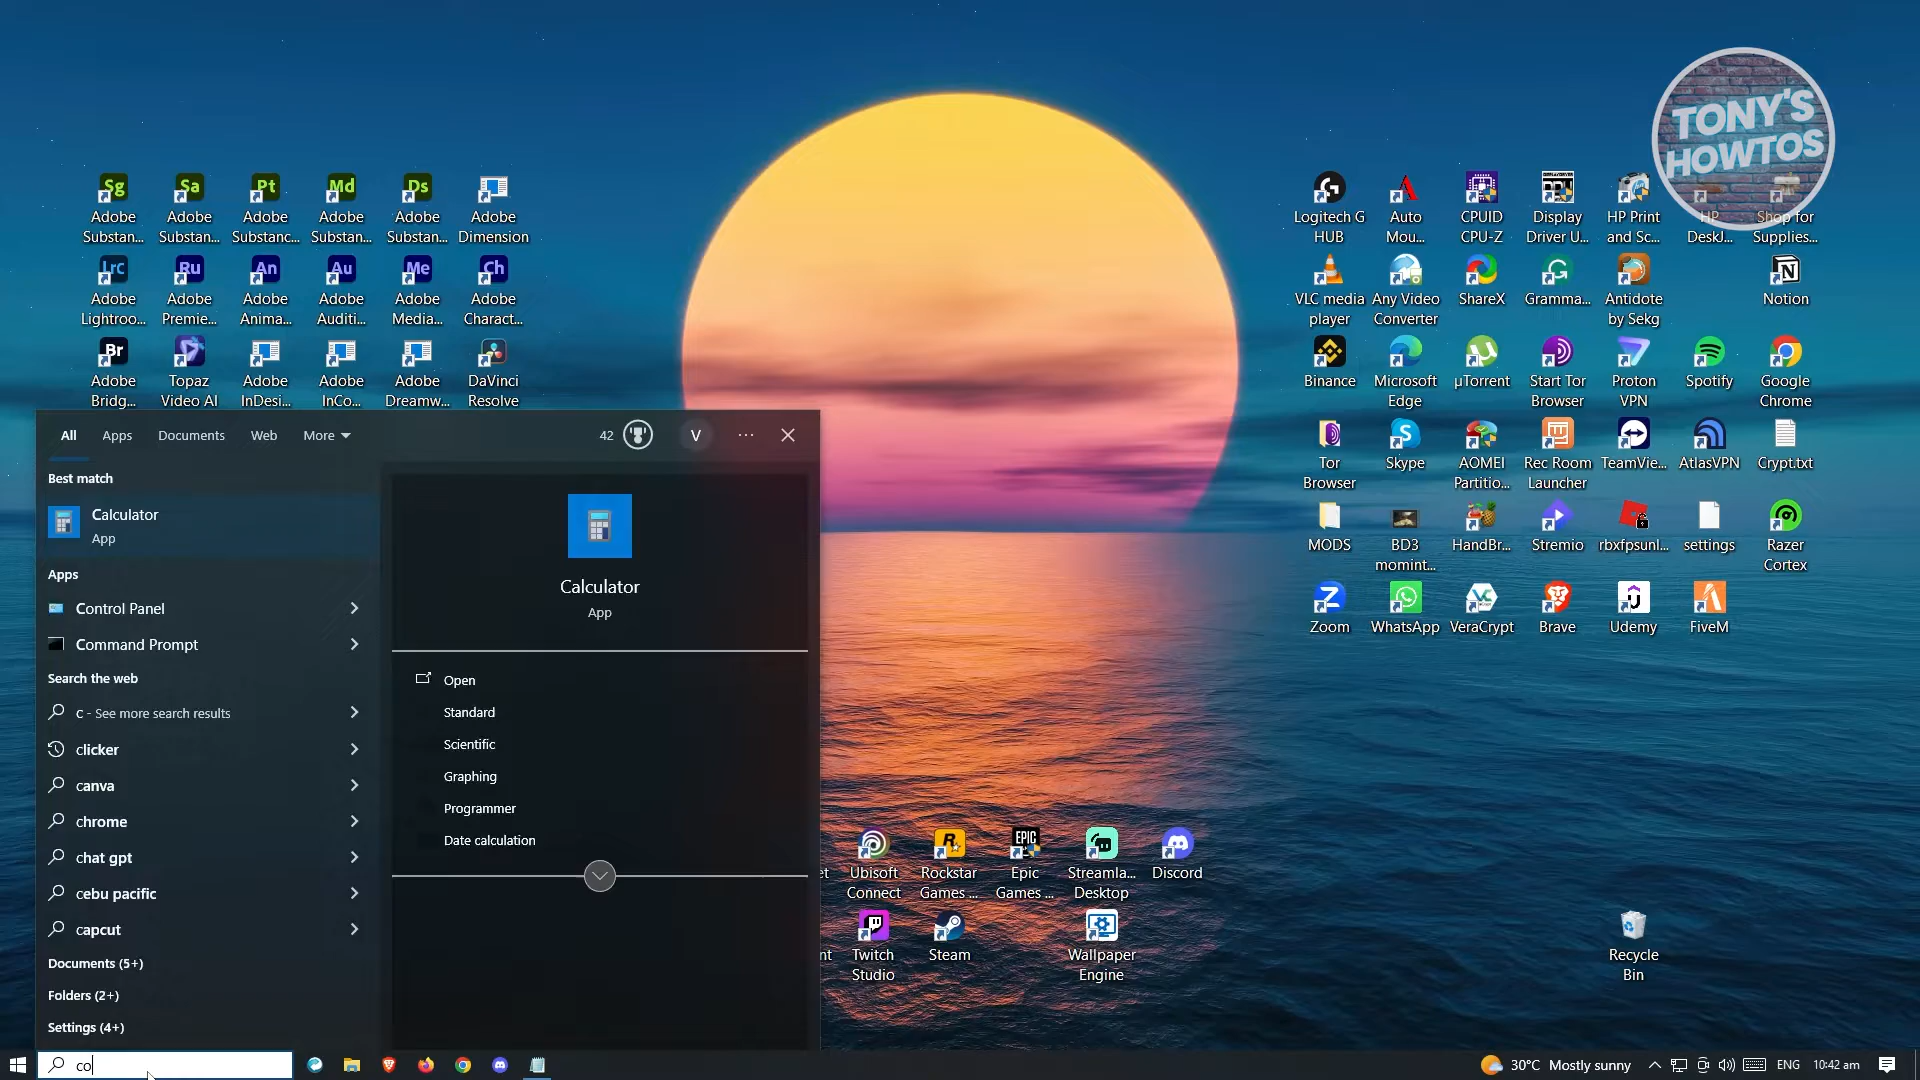 TONY'S
HOWTOS
Sg
Sa
Pt
Md
Ds
Adobe
Substan...
Adobe
Substan...
Adobe
Substanc...
Adobe
Substan...
Adobe
Substan...
Adobe
Dimension
Lrc
Ru
An
Au
Me
Ch
Adobe
Lightroo...
Adobe
Premie...
Adobe
Anima...
Adobe
Auditi...
Adobe
Media...
Adobe
Charact...
Br
Adobe
Bridg...
Topaz
Video AI
Adobe
InDesi...
Adobe
InCo...
Adobe
Dreamw...
DaVinci
Resolve
Logitech G
HUB
Auto
Mou...
CPUID
CPU-Z
Display
Driver U...
HP Print
and Sc...
HP
DeskJ...
Shop for
Supplies...
VLC media
player
Any Video
Converter
ShareX
Gramma...
Antidote
by Sekg
Notion
Binance
Microsoft
Edge
µTorrent
Start Tor
Browser
Proton
VPN
Spotify
Google
Chrome
Tor
Browser
Skype
AOMEI
Partitio...
Rec Room
Launcher
TeamVie...
AtlasVPN
Crypt.txt
MODS
BD3
momint...
HandBr...
Stremio
rbxfpsunl...
settings
Razer
Cortex
Zoom
WhatsApp
VeraCrypt
Brave
Udemy
FiveM
All Apps Documents Web More 42 V ...
Best match
Calculator
App
Apps
Control Panel
Command Prompt
Search the web
c - See more search results
clicker
canva
chrome
chat gpt
cebu pacific
capcut
Documents (5+)
Folders (2+)
Settings (4+)
Calculator
App
Open
Standard
Scientific
Graphing
Programmer
Date calculation
et
Ubisoft
Connect
Rockstar
Games ...
EPIC
GAMES
Epic
Games ...
Streamla...
Desktop
Discord
nt
Twitch
Studio
Steam
Wallpaper
Engine
Recycle
Bin
co
30°C Mostly sunny ENG 10:42 am